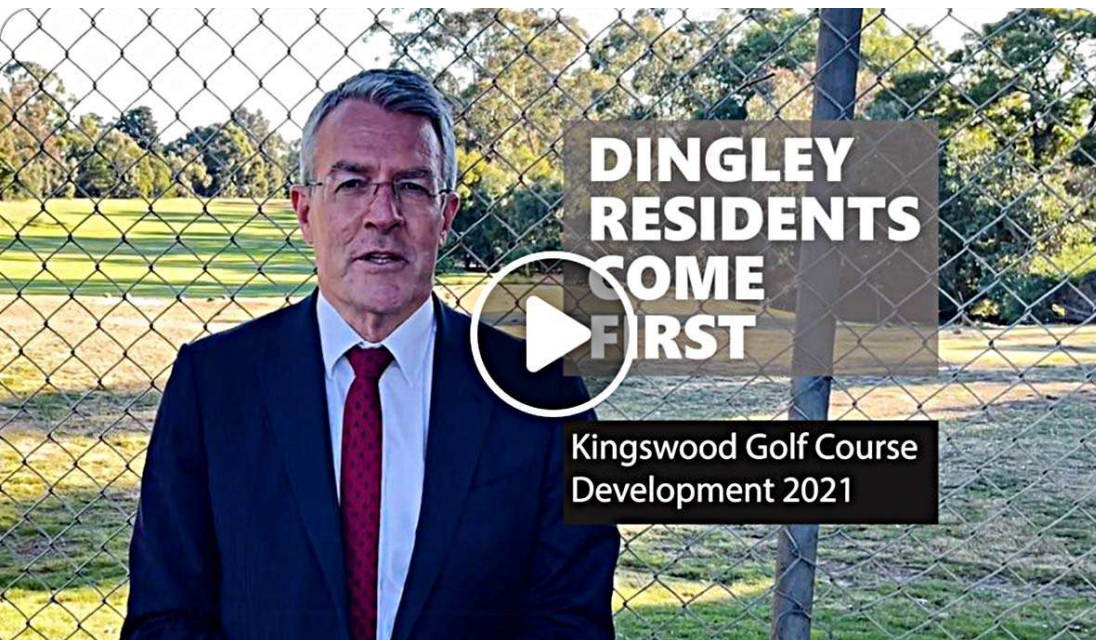 DINGLEY
RESIDENTS
COME
FIRST
Kingswood Golf Course
Development 2021